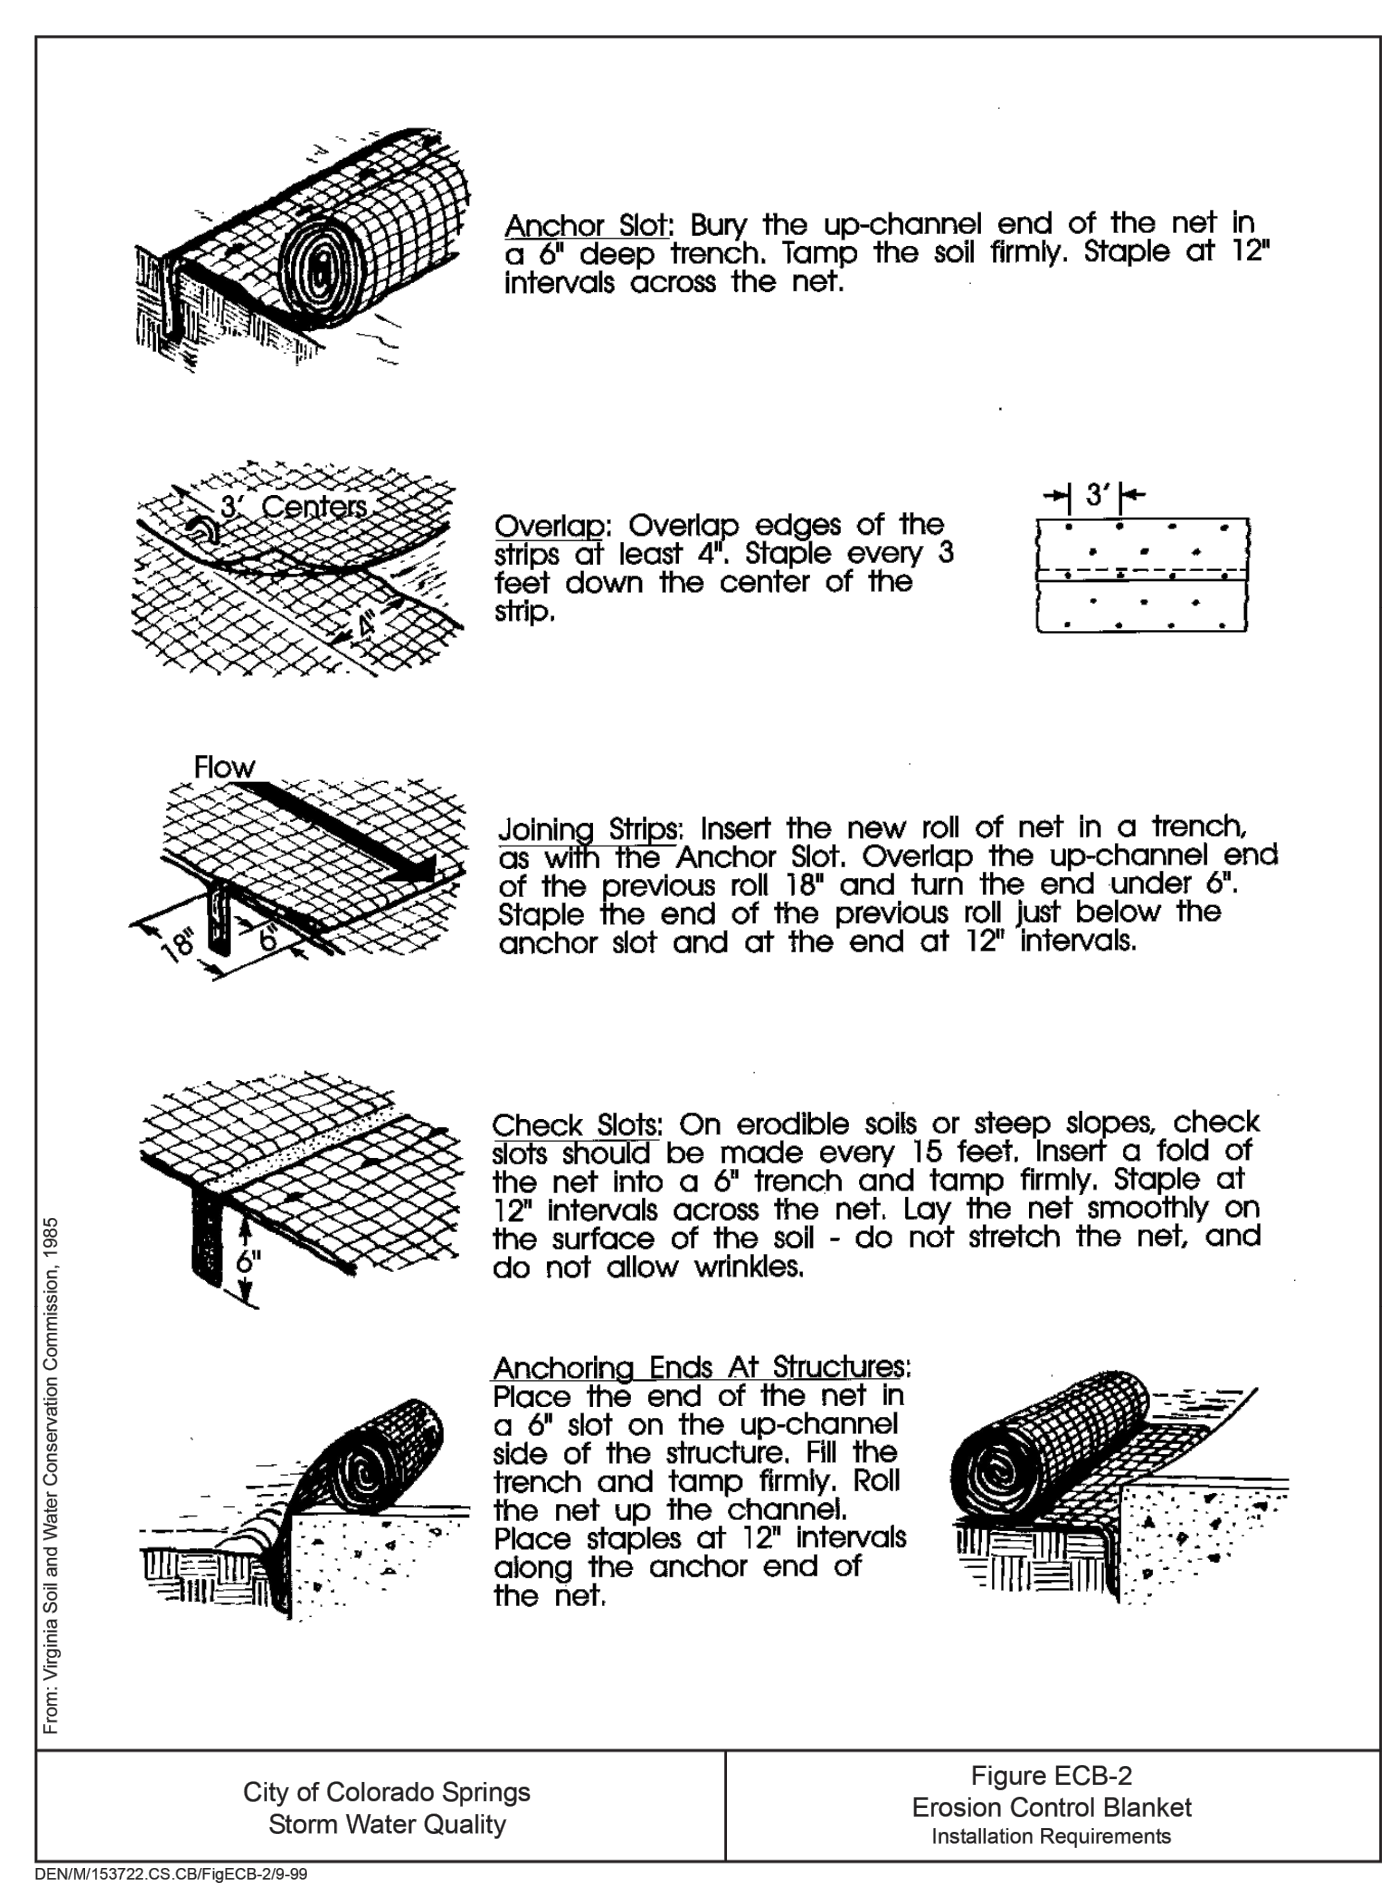 Anchor Slot: Bury the up-channel end of the net in
a 6" deep trench. Tamp the soil firmly. Staple at 12"
intervals across the net.
3' Centers
4"
Overlap: Overlap edges of the
strips at least 4". Staple every 3
feet down the center of the
strip.
3'
Flow
18"
6"
Joining Strips: Insert the new roll of net in a trench,
as with the Anchor Slot. Overlap the up-channel end
of the previous roll 18" and turn the end under 6".
Staple the end of the previous roll just below the
anchor slot and at the end at 12" intervals.
6"
Check Slots: On erodible soils or steep slopes, check
slots should be made every 15 feet. Insert a fold of
the net into a 6" trench and tamp firmly. Staple at
12" intervals across the net. Lay the net smoothly on
the surface of the soil - do not stretch the net, and
do not allow wrinkles.
Anchoring Ends At Structures:
Place the end of the net in
a 6" slot on the up-channel
side of the structure. Fill the
trench and tamp firmly. Roll
the net up the channel.
Place staples at 12" intervals
along the anchor end of
the net.
From: Virginia Soil and Water Conservation Commission, 1985
City of Colorado Springs
Storm Water Quality
Figure ECB-2
Erosion Control Blanket
Installation Requirements
DEN/M/153722.CS.CB/FigECB-2/9-99